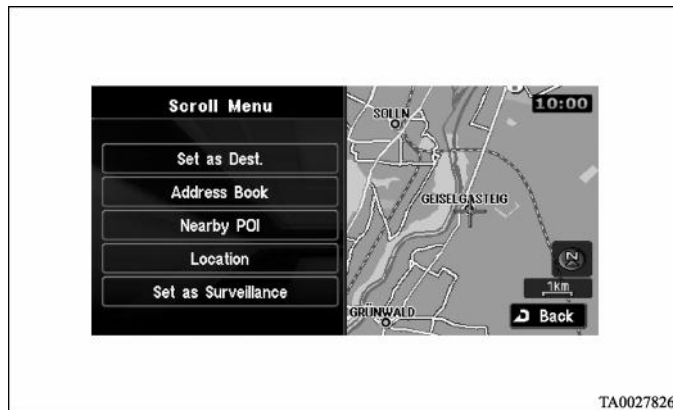 Scroll Menu
Set as Dest.
Address Book
Nearby POI
Location
Set as Surveillance
10:00
SOLLN
GEISELGASTEIG
1km
GRÜNWALD
Back
TA0027826